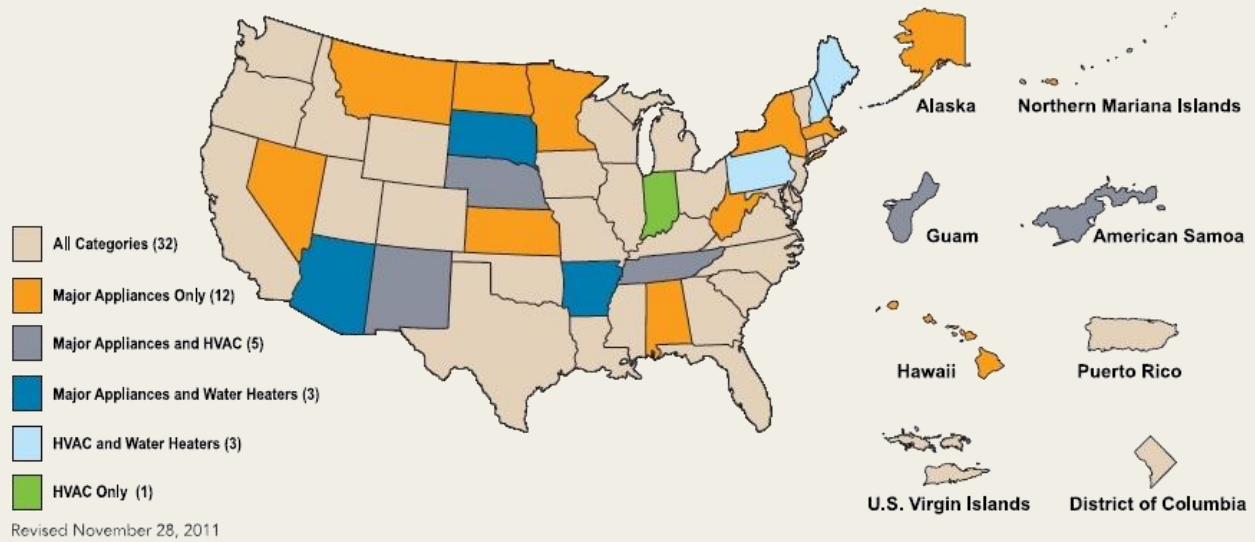 Alaska
Northern Mariana Islands
Guam
American Samoa
Hawaii
Puerto Rico
U.S. Virgin Islands
District of Columbia
All Categories (32)
Major Appliances Only (12)
Major Appliances and HVAC (5)
Major Appliances and Water Heaters (3)
HVAC and Water Heaters (3)
HVAC Only (1)
Revised November 28, 2011